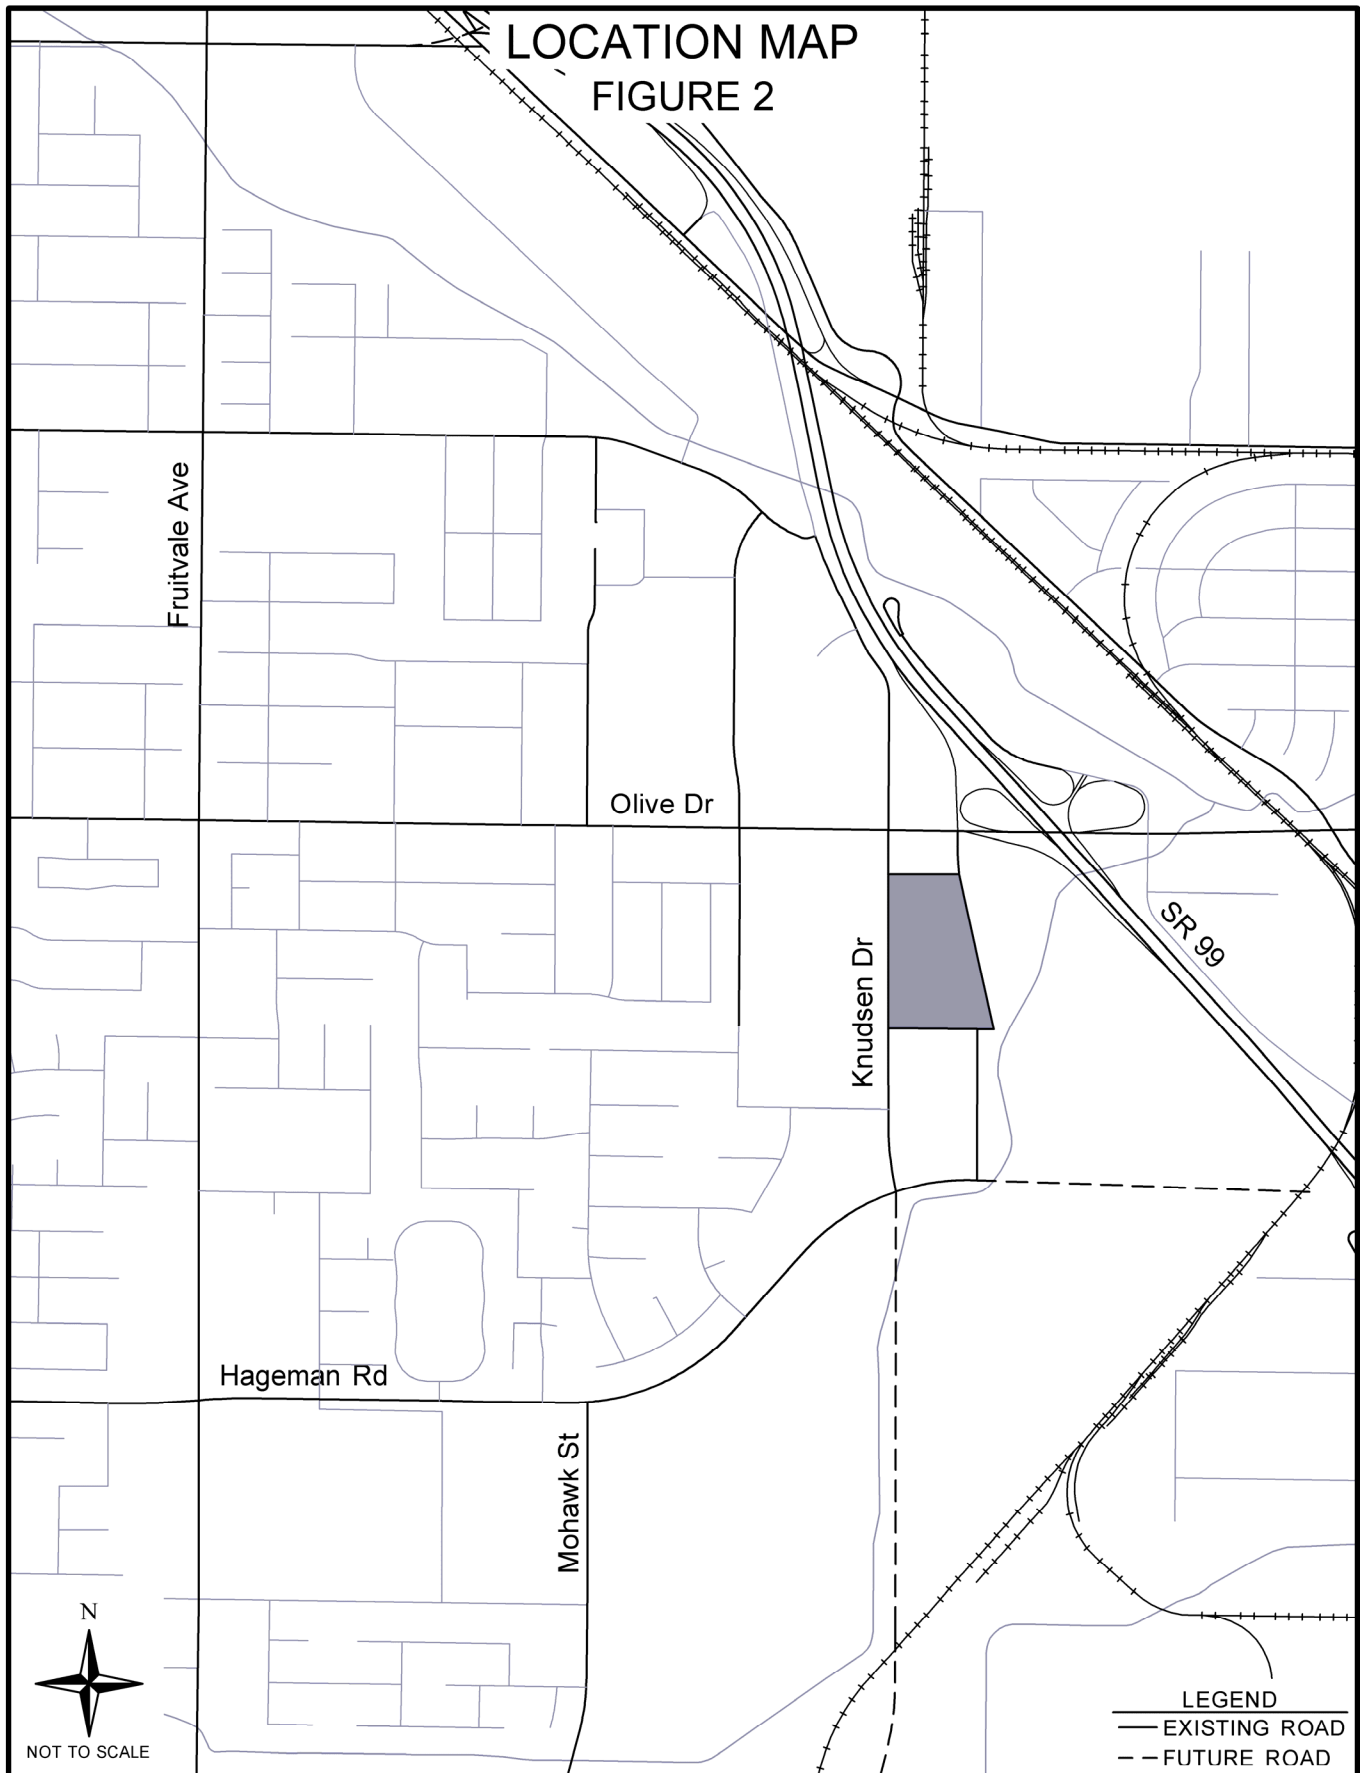 LOCATION MAP
FIGURE 2
Fruitvale Ave
Olive Dr
SR 99
Knudsen Dr
Hageman Rd
Mohawk St
N
NOT TO SCALE
LEGEND
EXISTING ROAD
FUTURE ROAD